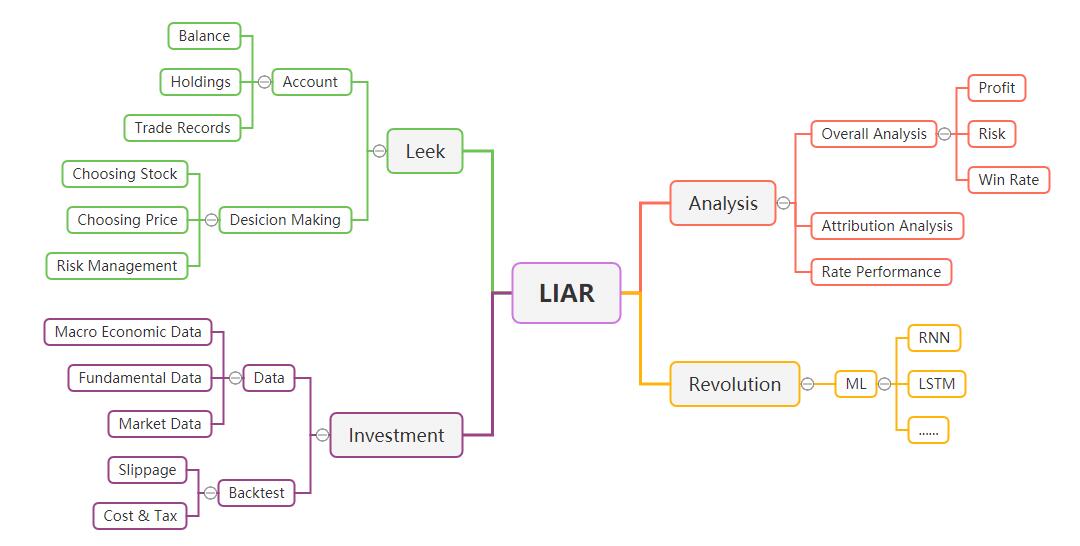 LIAR
Leek
Account
Balance
Holdings
Trade Records
Desicion Making
Choosing Stock
Choosing Price
Risk Management
Investment
Data
Macro Economic Data
Fundamental Data
Market Data
Backtest
Slippage
Cost & Tax
Analysis
Overall Analysis
Profit
Risk
Win Rate
Attribution Analysis
Rate Performance
Revolution
ML
RNN
LSTM
......